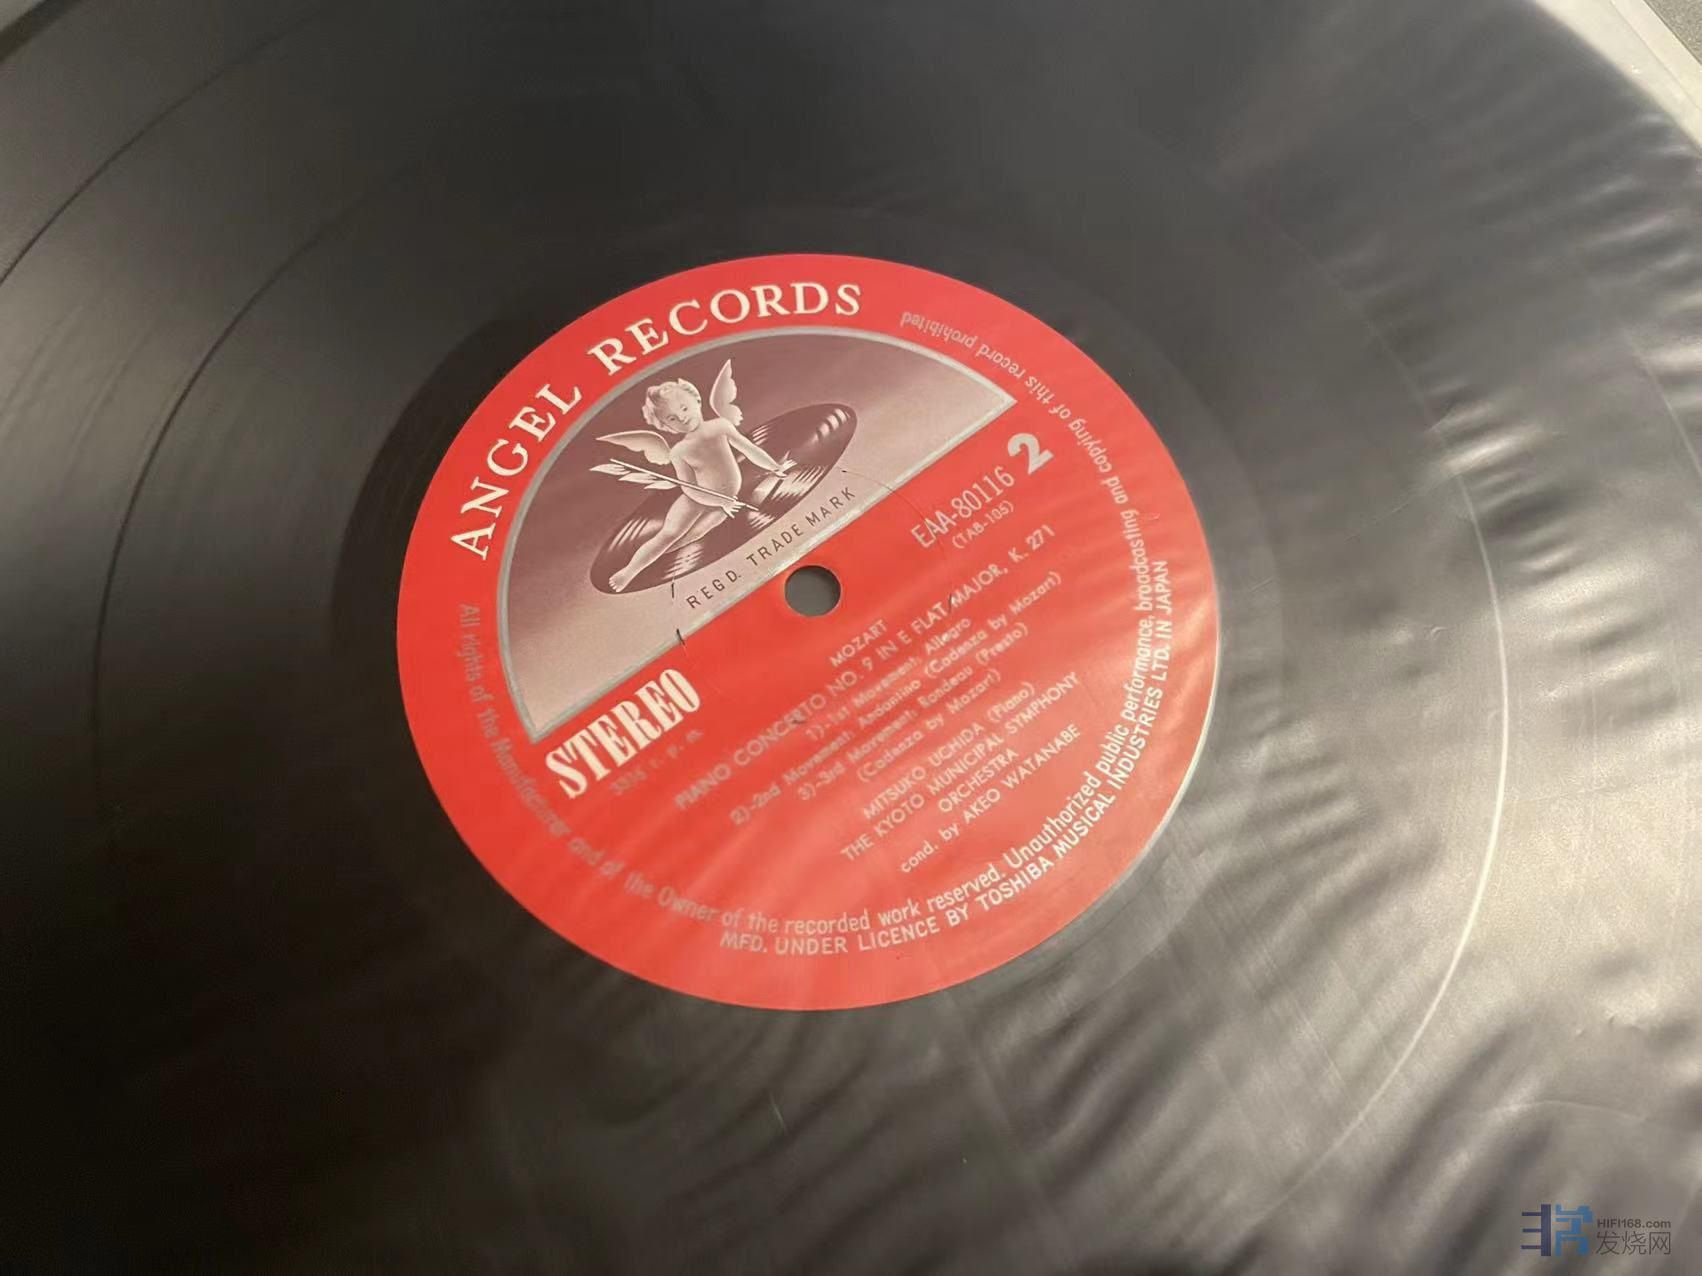 ANGEL RECORDS
REGD. TRADE MARK
2
EAA-80116
(TAB-105)
STEREO
33⅓ r. p. m.
MOZART
PIANO CONCERTO NO. 9 IN E FLAT MAJOR, K. 271
1)-1st Movement: Allegro
2)-2nd Movement: Andantino (Cadenza by Mozart)
3)-3rd Movement: Rondeau (Presto)
(Cadenza by Mozart)
MITSUKO UCHIDA (Piano)
THE KYOTO MUNICIPAL SYMPHONY
ORCHESTRA
cond. by AKEO WATANABE
All rights of the Manufacturer and of the Owner of the recorded work reserved. Unauthorized public performance, broadcasting and copying of this record prohibited
MFD. UNDER LICENCE BY TOSHIBA MUSICAL INDUSTRIES LTD. IN JAPAN
HIFI168.com
发烧网